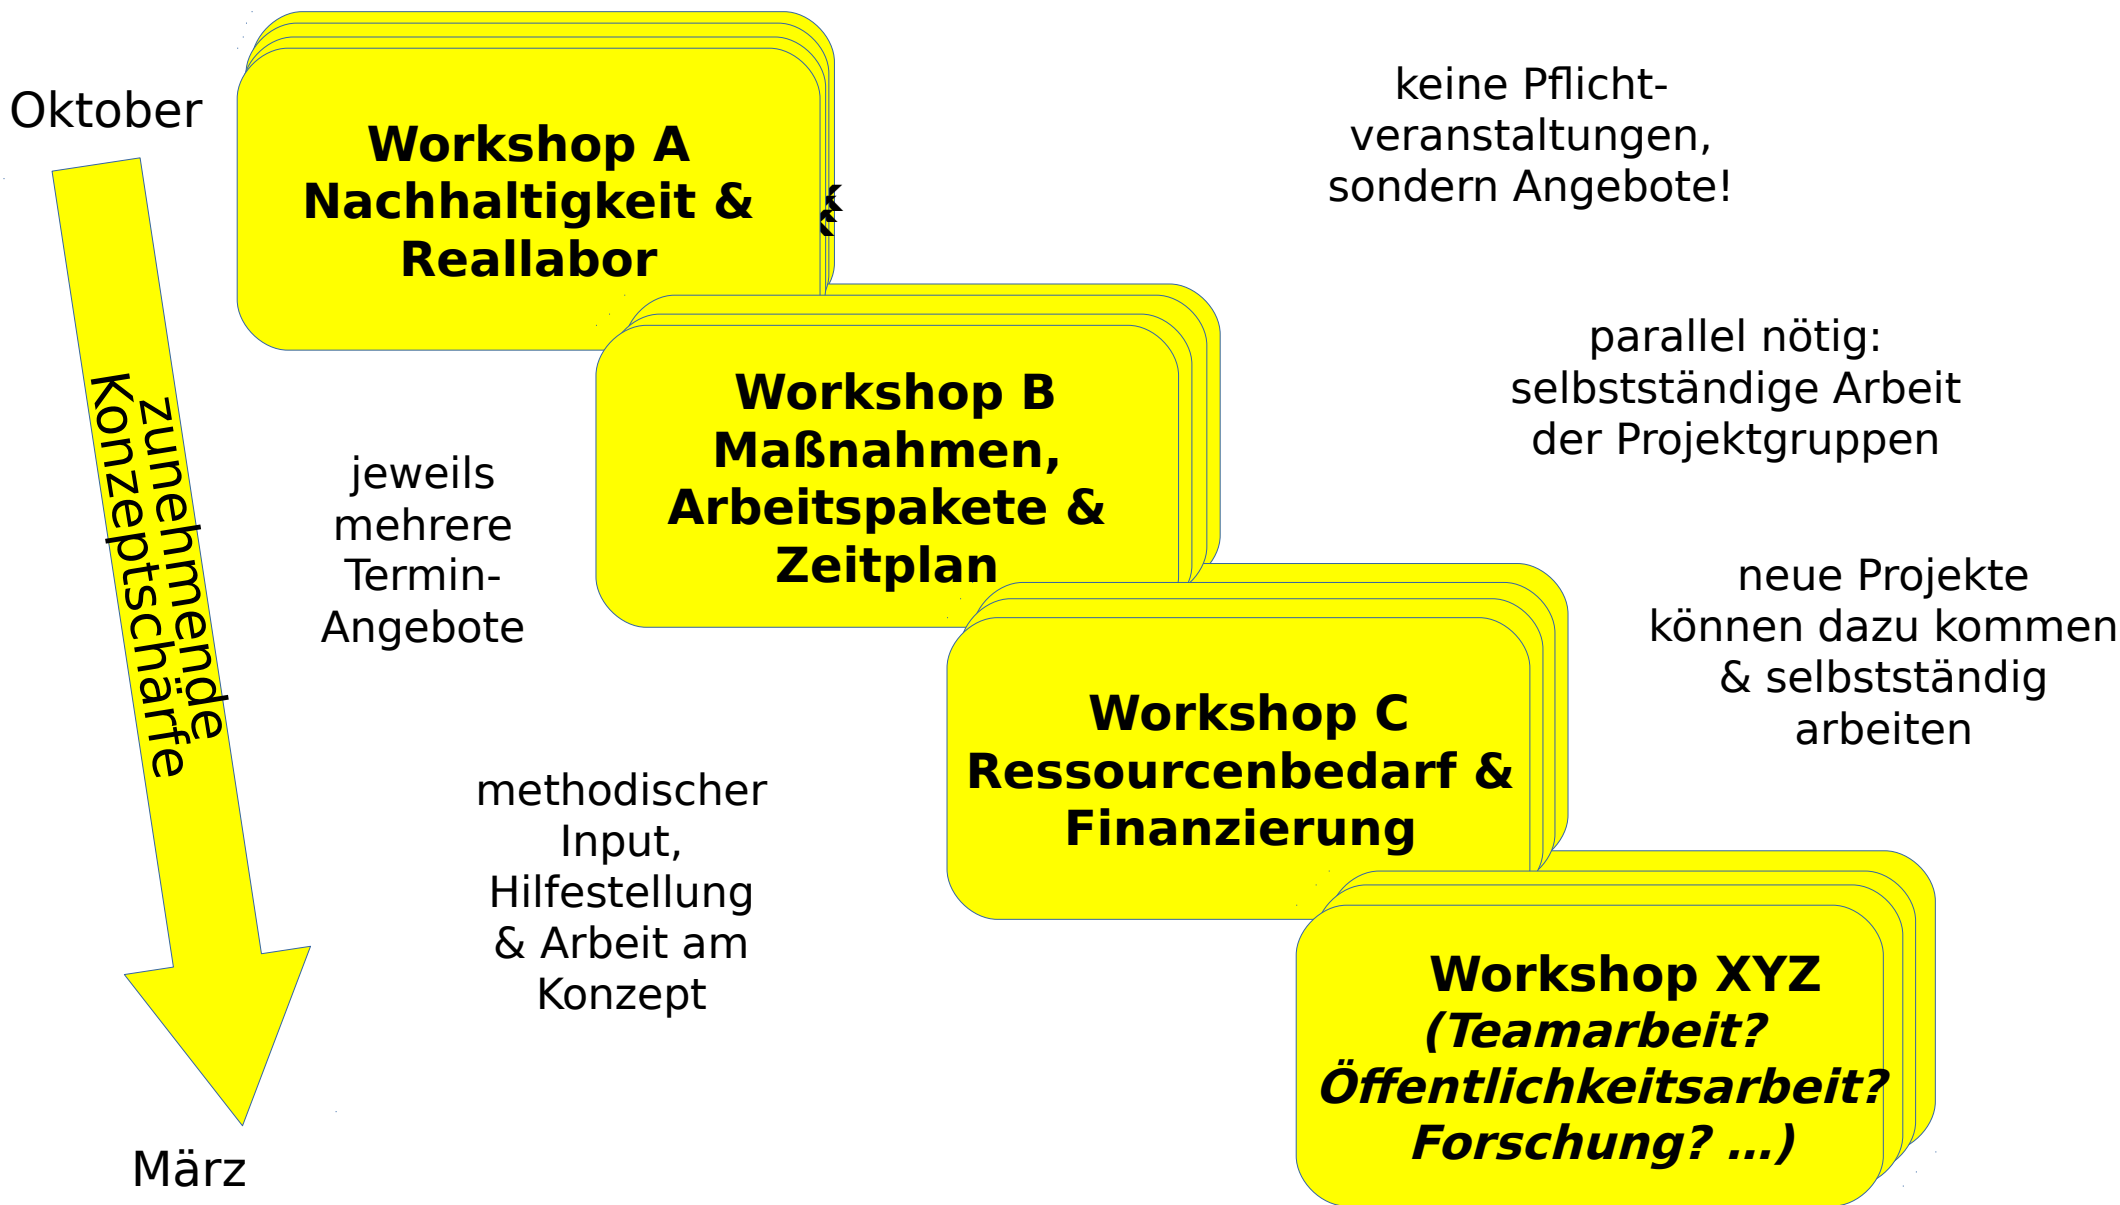 Oktober
Workshop A
Nachhaltigkeit &
Reallabor
keine Pflicht-
veranstaltungen,
sondern Angebote!
zunehmende
Konzeptschärfe
Workshop B
Maßnahmen,
Arbeitspakete &
Zeitplan
parallel nötig:
selbstständige Arbeit
der Projektgruppen
jeweils
mehrere
Termin-
Angebote
neue Projekte
können dazu kommen
& selbstständig
arbeiten
Workshop C
Ressourcenbedarf &
Finanzierung
methodischer
Input,
Hilfestellung
& Arbeit am
Konzept
Workshop XYZ
(Teamarbeit?
Öffentlichkeitsarbeit?
Forschung? ...)
März